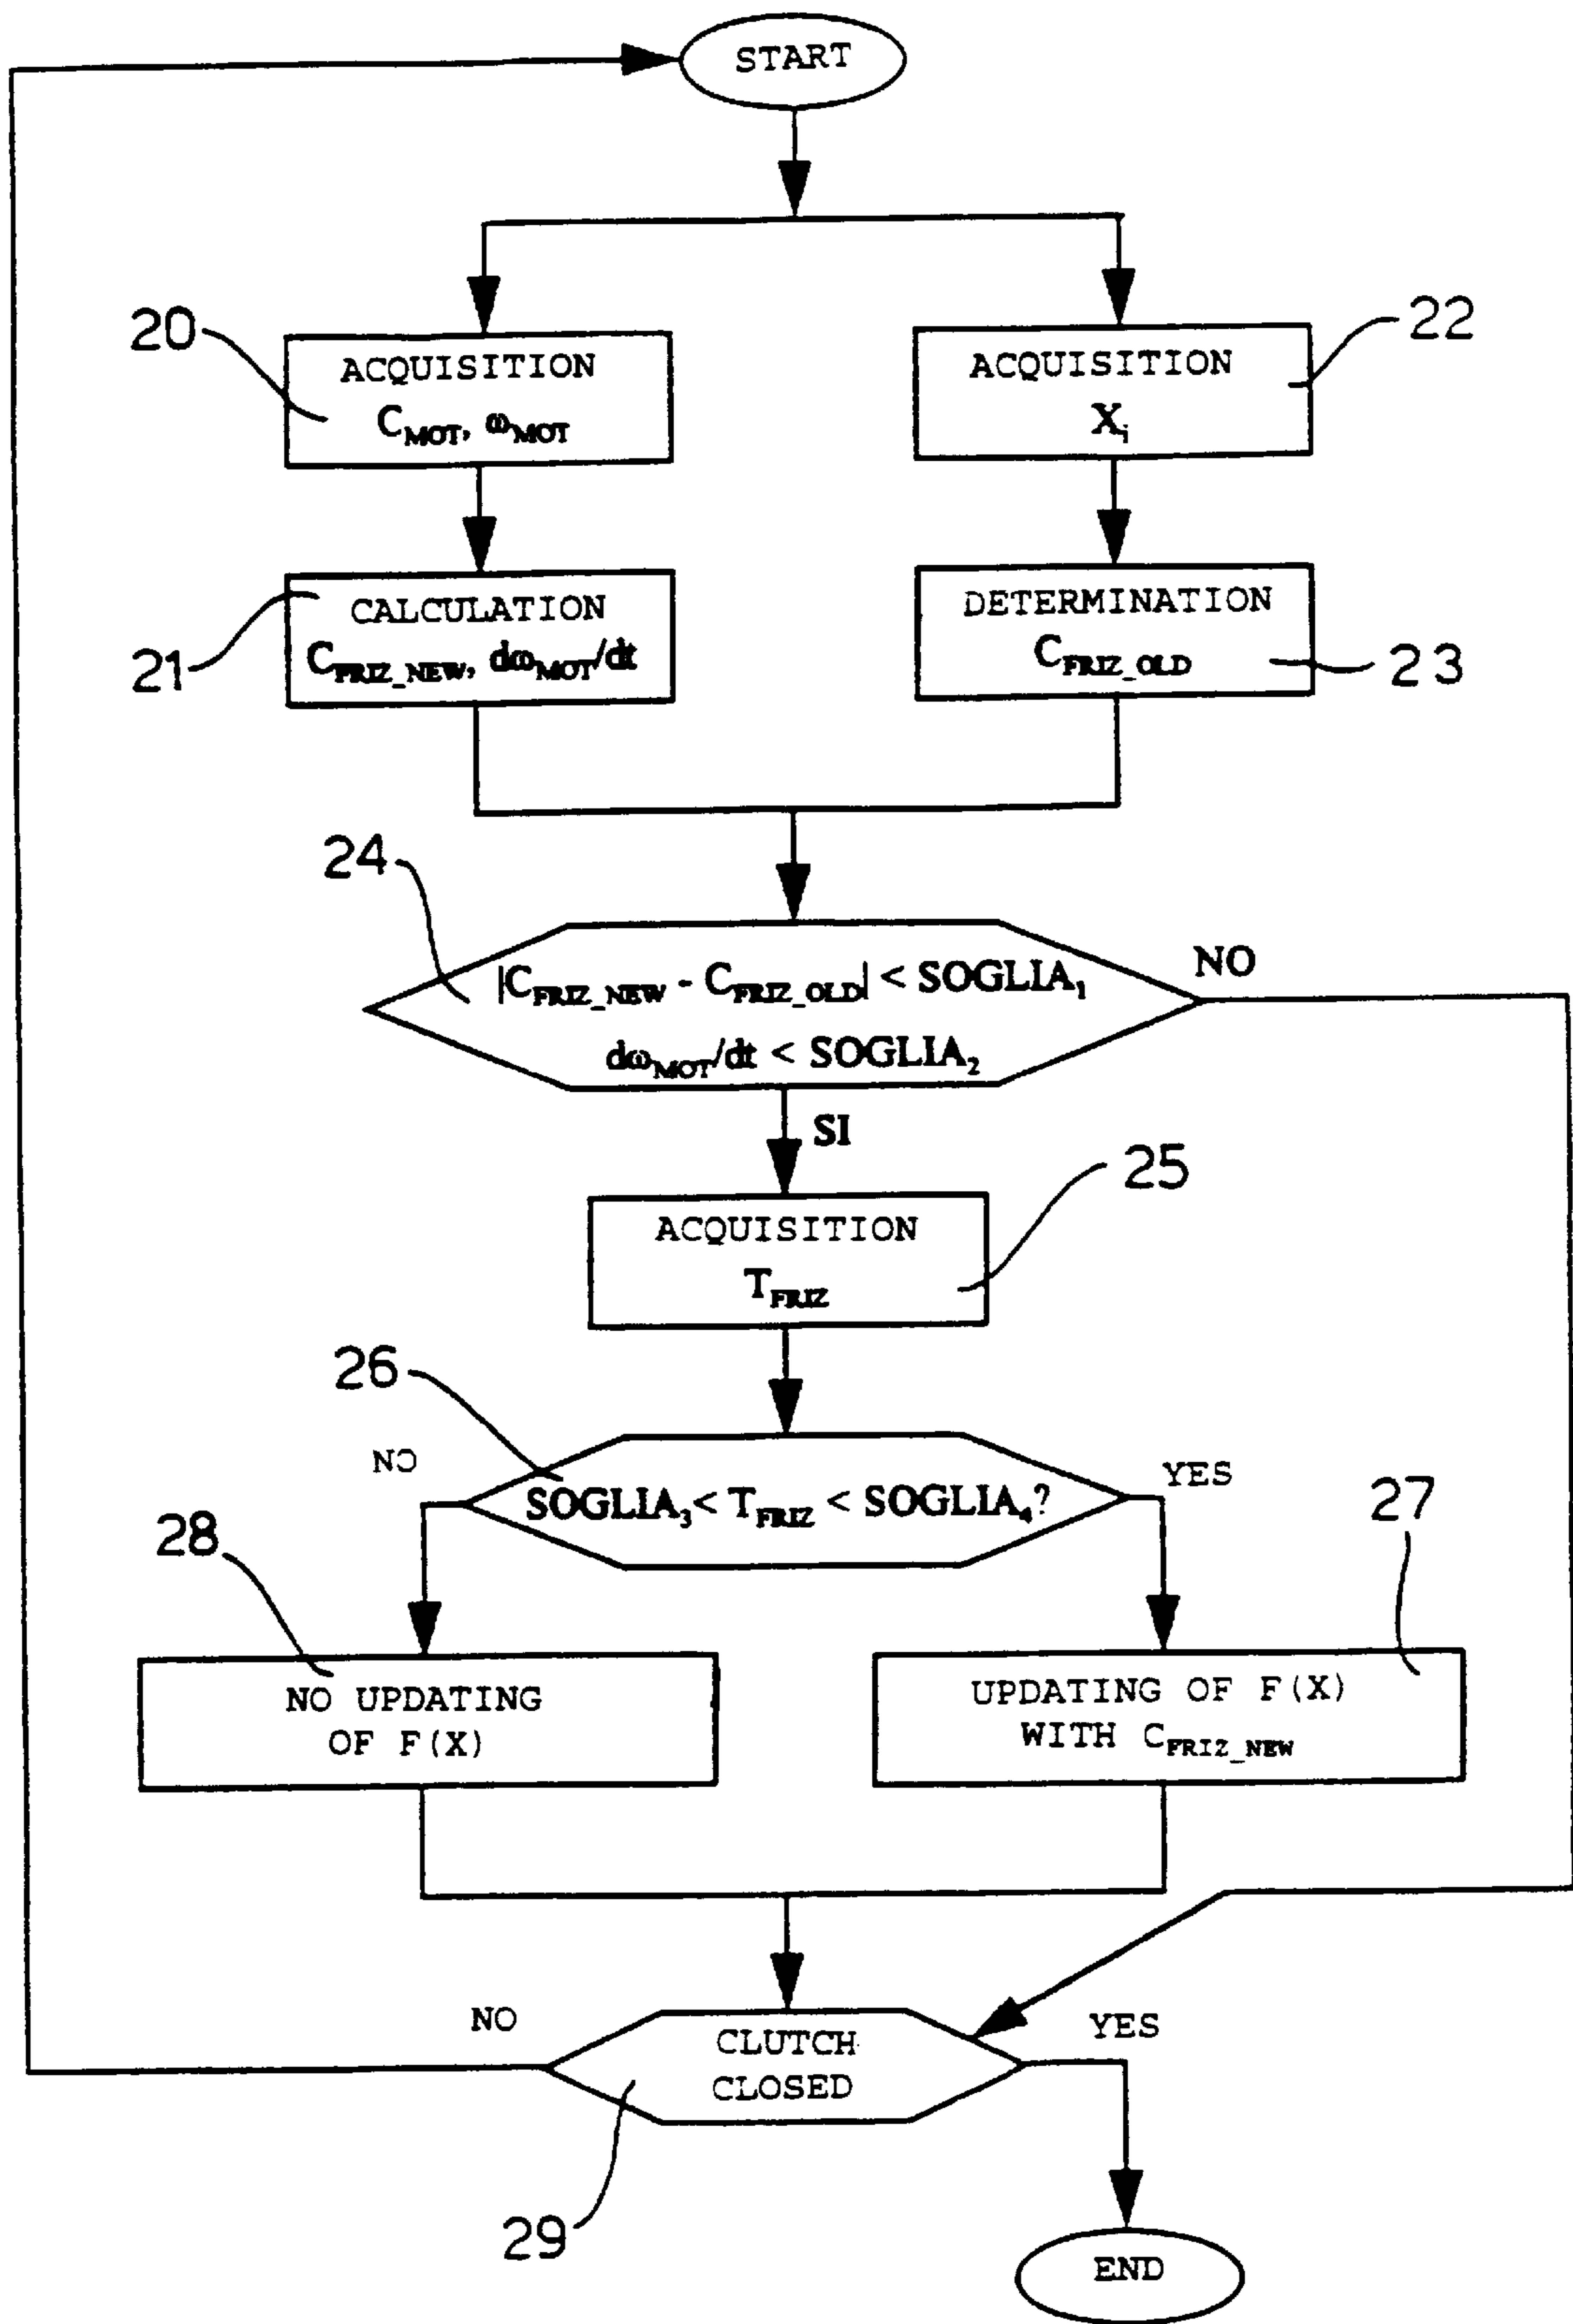 START
20
ACQUISITION
C_MOT, ω_MOT
22
ACQUISITION
X_i
21
CALCULATION
C_FRIZ_NEW, dω_MOT/dt
DETERMINATION
C_FRIZ_OLD
23
24
|C_FRIZ_NEW - C_FRIZ_OLD| < SOGLIA_1
dω_MOT/dt < SOGLIA_2
NO
SI
25
ACQUISITION
T_FRIZ
26
NO
SOGLIA_3 < T_FRIZ < SOGLIA_4?
YES
27
28
NO UPDATING
OF F(X)
UPDATING OF F(X)
WITH C_FRIZ_NEW
NO
CLUTCH
CLOSED
YES
29
END